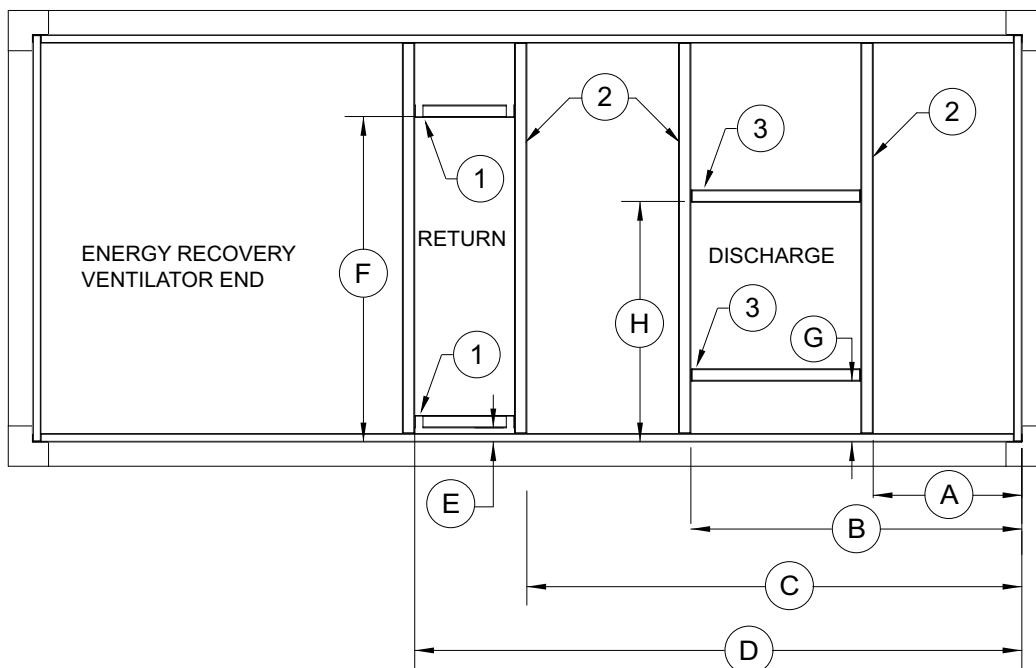 2
2
3
1
RETURN
ENERGY RECOVERY
VENTILATOR END
DISCHARGE
F
3
H
G
1
A
E
B
C
D